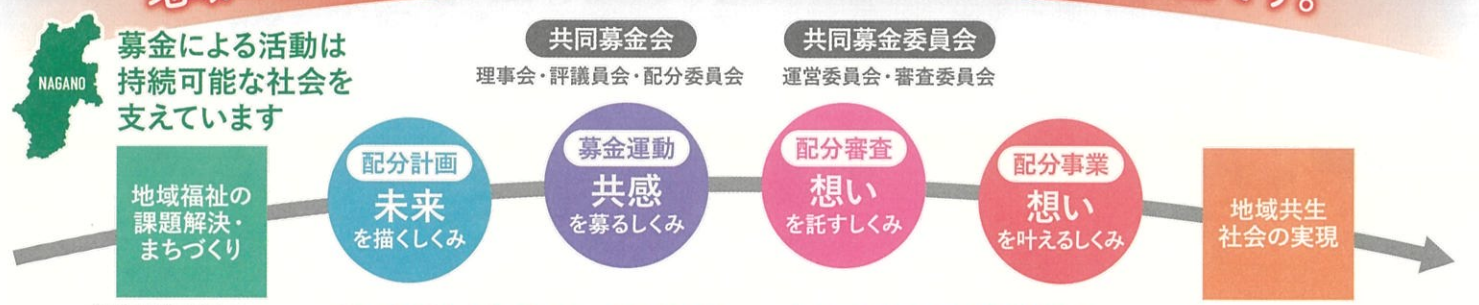 NAGANO
募金による活動は
持続可能な社会を
支えています
共同募金会
理事会・評議員会・配分委員会
共同募金委員会
運営委員会・審査委員会
地域福祉の
課題解決・
まちづくり
配分計画
未来
を描くしくみ
募金運動
共感
を募るしくみ
配分審査
想い
を託すしくみ
配分事業
想い
を叶えるしくみ
地域共生
社会の実現